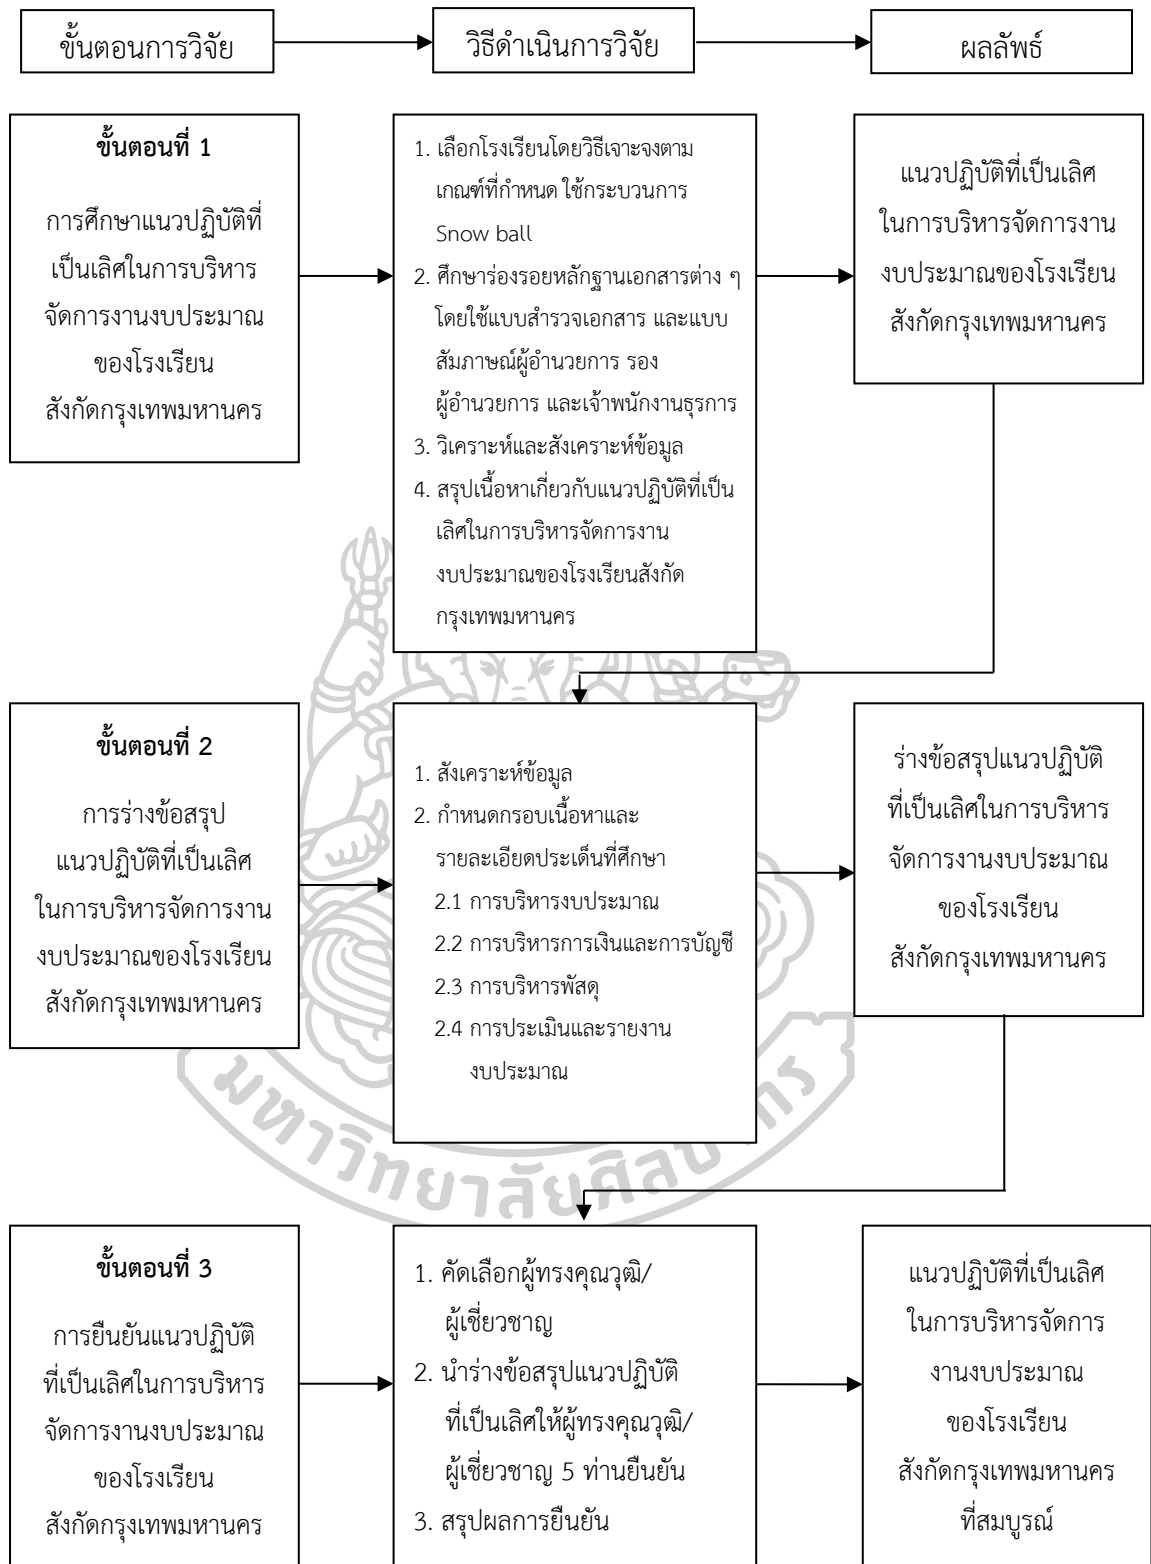 ขั้นตอนการวิจัย
วิธีดำเนินการวิจัย
ผลลัพธ์
ขั้นตอนที่ 1
การศึกษาแนวปฏิบัติที่
เป็นเลิศในการบริหาร
จัดการงานงบประมาณ
ของโรงเรียน
สังกัดกรุงเทพมหานคร
1. เลือกโรงเรียนโดยวิธีเจาะจงตาม
เกณฑ์ที่กำหนด ใช้กระบวนการ
Snow ball
2. ศึกษาร่องรอยหลักฐานเอกสารต่าง ๆ
โดยใช้แบบสำรวจเอกสาร และแบบ
สัมภาษณ์ผู้อำนวยการ รอง
ผู้อำนวยการ และเจ้าพนักงานธุรการ
3. วิเคราะห์และสังเคราะห์ข้อมูล
4. สรุปเนื้อหาเกี่ยวกับแนวปฏิบัติที่เป็น
เลิศในการบริหารจัดการงาน
งบประมาณของโรงเรียนสังกัด
กรุงเทพมหานคร
แนวปฏิบัติที่เป็นเลิศ
ในการบริหารจัดการงาน
งบประมาณของโรงเรียน
สังกัดกรุงเทพมหานคร
ขั้นตอนที่ 2
การร่างข้อสรุป
แนวปฏิบัติที่เป็นเลิศ
ในการบริหารจัดการงาน
งบประมาณของโรงเรียน
สังกัดกรุงเทพมหานคร
1. สังเคราะห์ข้อมูล
2. กำหนดกรอบเนื้อหาและ
รายละเอียดประเด็นที่ศึกษา
2.1 การบริหารงบประมาณ
2.2 การบริหารการเงินและการบัญชี
2.3 การบริหารพัสดุ
2.4 การประเมินและรายงาน
งบประมาณ
ร่างข้อสรุปแนวปฏิบัติ
ที่เป็นเลิศในการบริหาร
จัดการงานงบประมาณ
ของโรงเรียน
สังกัดกรุงเทพมหานคร
มหาวิทยาลัยศิลปากร
ขั้นตอนที่ 3
การยืนยันแนวปฏิบัติ
ที่เป็นเลิศในการบริหาร
จัดการงานงบประมาณ
ของโรงเรียน
สังกัดกรุงเทพมหานคร
1. คัดเลือกผู้ทรงคุณวุฒิ/
ผู้เชี่ยวชาญ
2. นำร่างข้อสรุปแนวปฏิบัติ
ที่เป็นเลิศให้ผู้ทรงคุณวุฒิ/
ผู้เชี่ยวชาญ 5 ท่านยืนยัน
3. สรุปผลการยืนยัน
แนวปฏิบัติที่เป็นเลิศ
ในการบริหารจัดการ
งานงบประมาณ
ของโรงเรียน
สังกัดกรุงเทพมหานคร
ที่สมบูรณ์